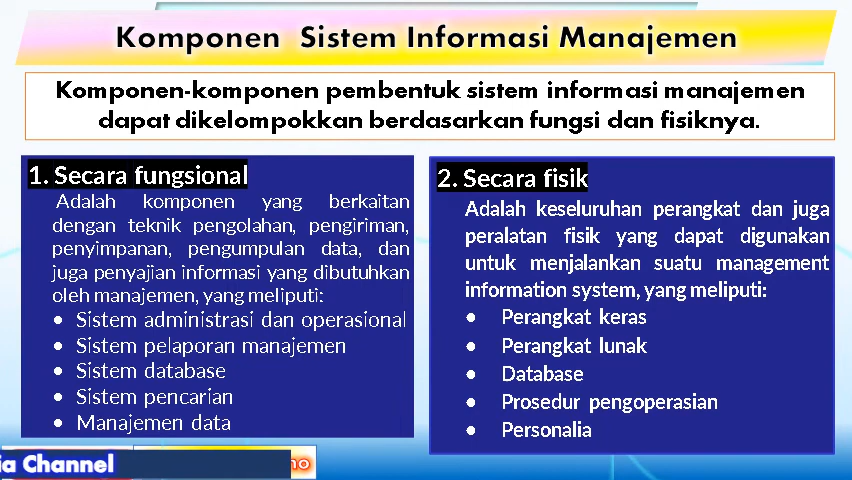 Komponen Sistem Informasi Manajemen
Komponen-komponen pembentuk sistem informasi manajemen
dapat dikelompokkan berdasarkan fungsi dan fisiknya.
1. Secara fungsional
Adalah komponen yang berkaitan
dengan teknik pengolahan, pengiriman,
penyimpanan, pengumpulan data, dan
juga penyajian informasi yang dibutuhkan
oleh manajemen, yang meliputi:
• Sistem administrasi dan operasional
• Sistem pelaporan manajemen
• Sistem database
• Sistem pencarian
• Manajemen data
2. Secara fisik
Adalah keseluruhan perangkat dan juga
peralatan fisik yang dapat digunakan
untuk menjalankan suatu management
information system, yang meliputi:
• Perangkat keras
• Perangkat lunak
• Database
• Prosedur pengoperasian
• Personalia
Channel